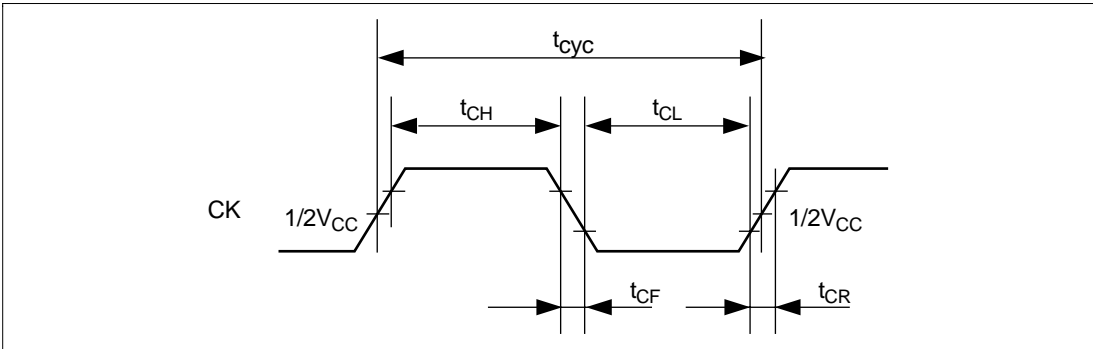 tcyc
tCH
tCL
CK
1/2VCC
1/2VCC
tCF
tCR